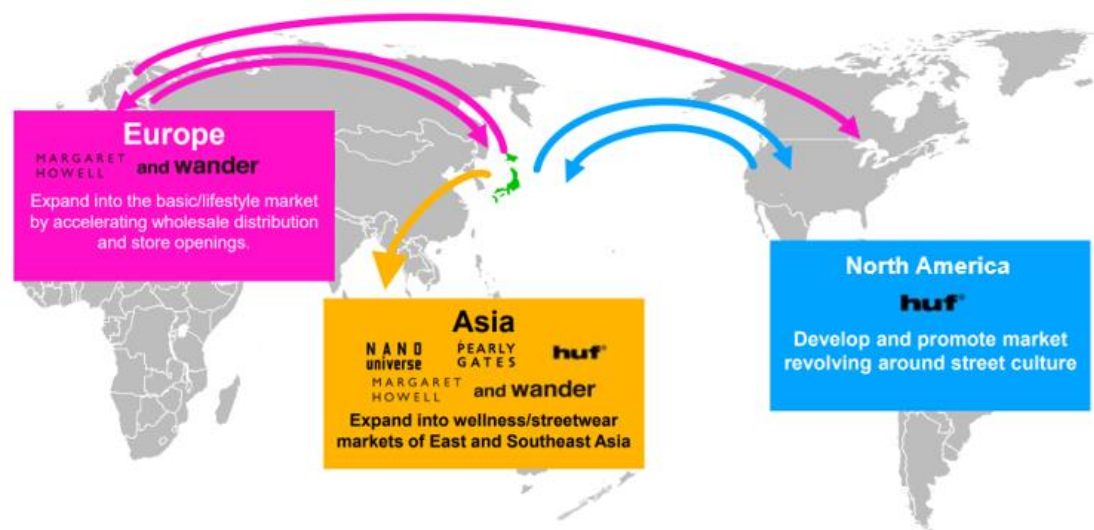 Europe
MARGARET
HOWELL
and wander
Expand into the basic/lifestyle market
by accelerating wholesale distribution
and store openings.
Asia
NANO
universe
PEARLY
GATES
huf®
MARGARET
HOWELL
and wander
Expand into wellness/streetwear
markets of East and Southeast Asia
North America
huf®
Develop and promote market
revolving around street culture